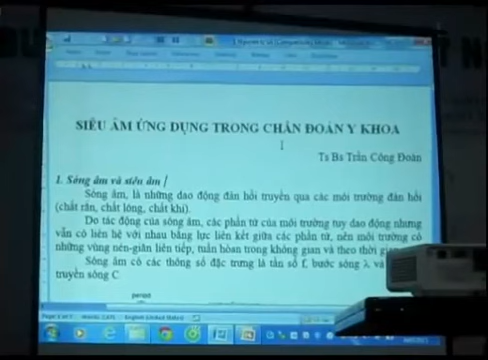 SIÊU ÂM ỨNG DỤNG TRONG CHẨN ĐOÁN Y KHOA
Ts Bs Trần Công Đoàn
1. Sóng âm và siêu âm
Sóng âm, là những dao động đàn hồi truyền qua các môi trường đàn hồi
(chất rắn, chất lỏng, chất khí).
Do tác động của sóng âm, các phần tử của môi trường tuy dao động nhưng
vẫn có liên hệ với nhau bằng lực liên kết giữa các phần tử, nên môi trường có
những vùng nén-giãn liên tiếp, tuần hoàn trong không gian và theo thời
Sóng âm có các thông số đặc trưng là tần số f, bước sóng λ và
truyền sóng C
period